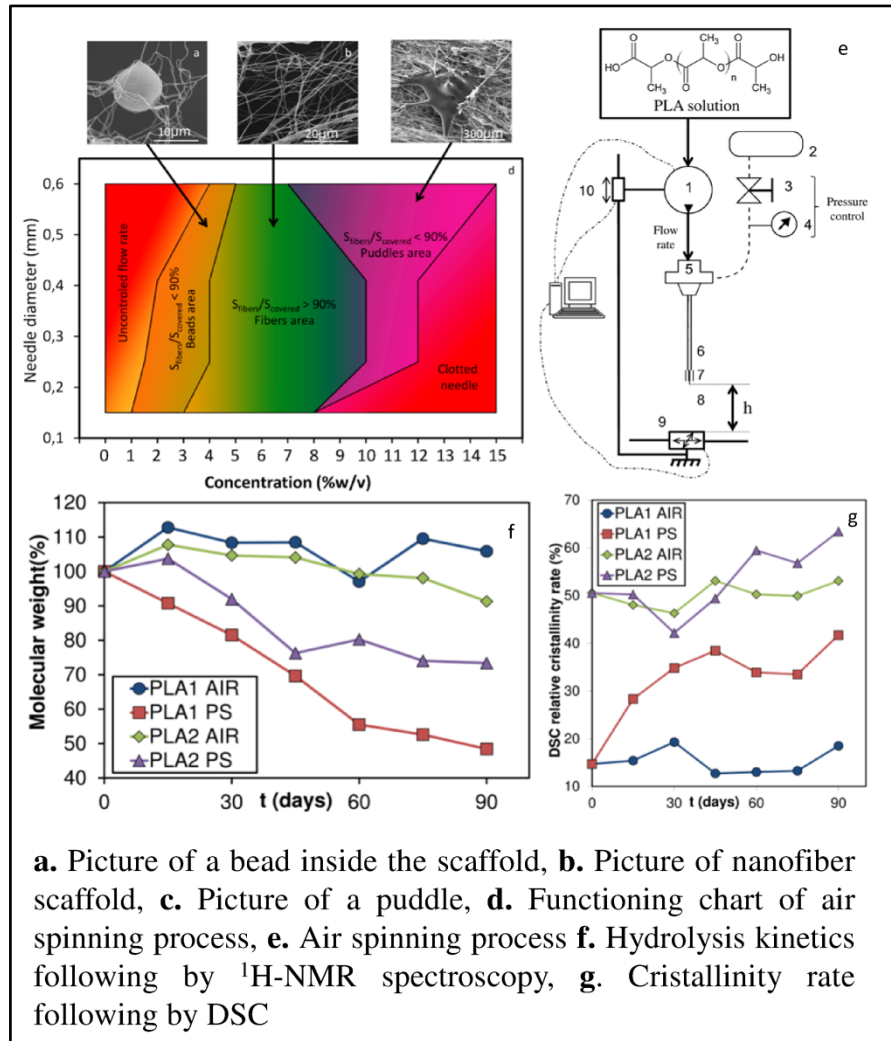 a
b
10µm
20µm
300µm
e
O
CH3
O
HO
O
O
n
OH
CH3
O
CH3
PLA solution
d
Needle diameter (mm)
0,6
0,5
0,4
0,3
0,2
0,1
Uncontroled flow rate
Sfibers/Scovered < 90%
Beads area
Sfibers/Scovered > 90%
Fibers area
Sfibers/Scovered < 90%
Puddles area
Clotted
needle
0 1 2 3 4 5 6 7 8 9 10 11 12 13 14 15
Concentration (%w/v)
1
2
3
4
Pressure
control
10
Flow
rate
5
6
7
8
h
9
f
Molecular weight(%)
120
110
100
90
80
70
60
50
40
PLA1 AIR
PLA1 PS
PLA2 AIR
PLA2 PS
0 30 60 90
t (days)
g
DSC relative cristallinity rate (%)
70
60
50
40
30
20
10
PLA1 AIR
PLA1 PS
PLA2 AIR
PLA2 PS
0 30 60 90
t (days)
a. Picture of a bead inside the scaffold, b. Picture of nanofiber
scaffold, c. Picture of a puddle, d. Functioning chart of air
spinning process, e. Air spinning process f. Hydrolysis kinetics
following by 1H-NMR spectroscopy, g. Cristallinity rate
following by DSC